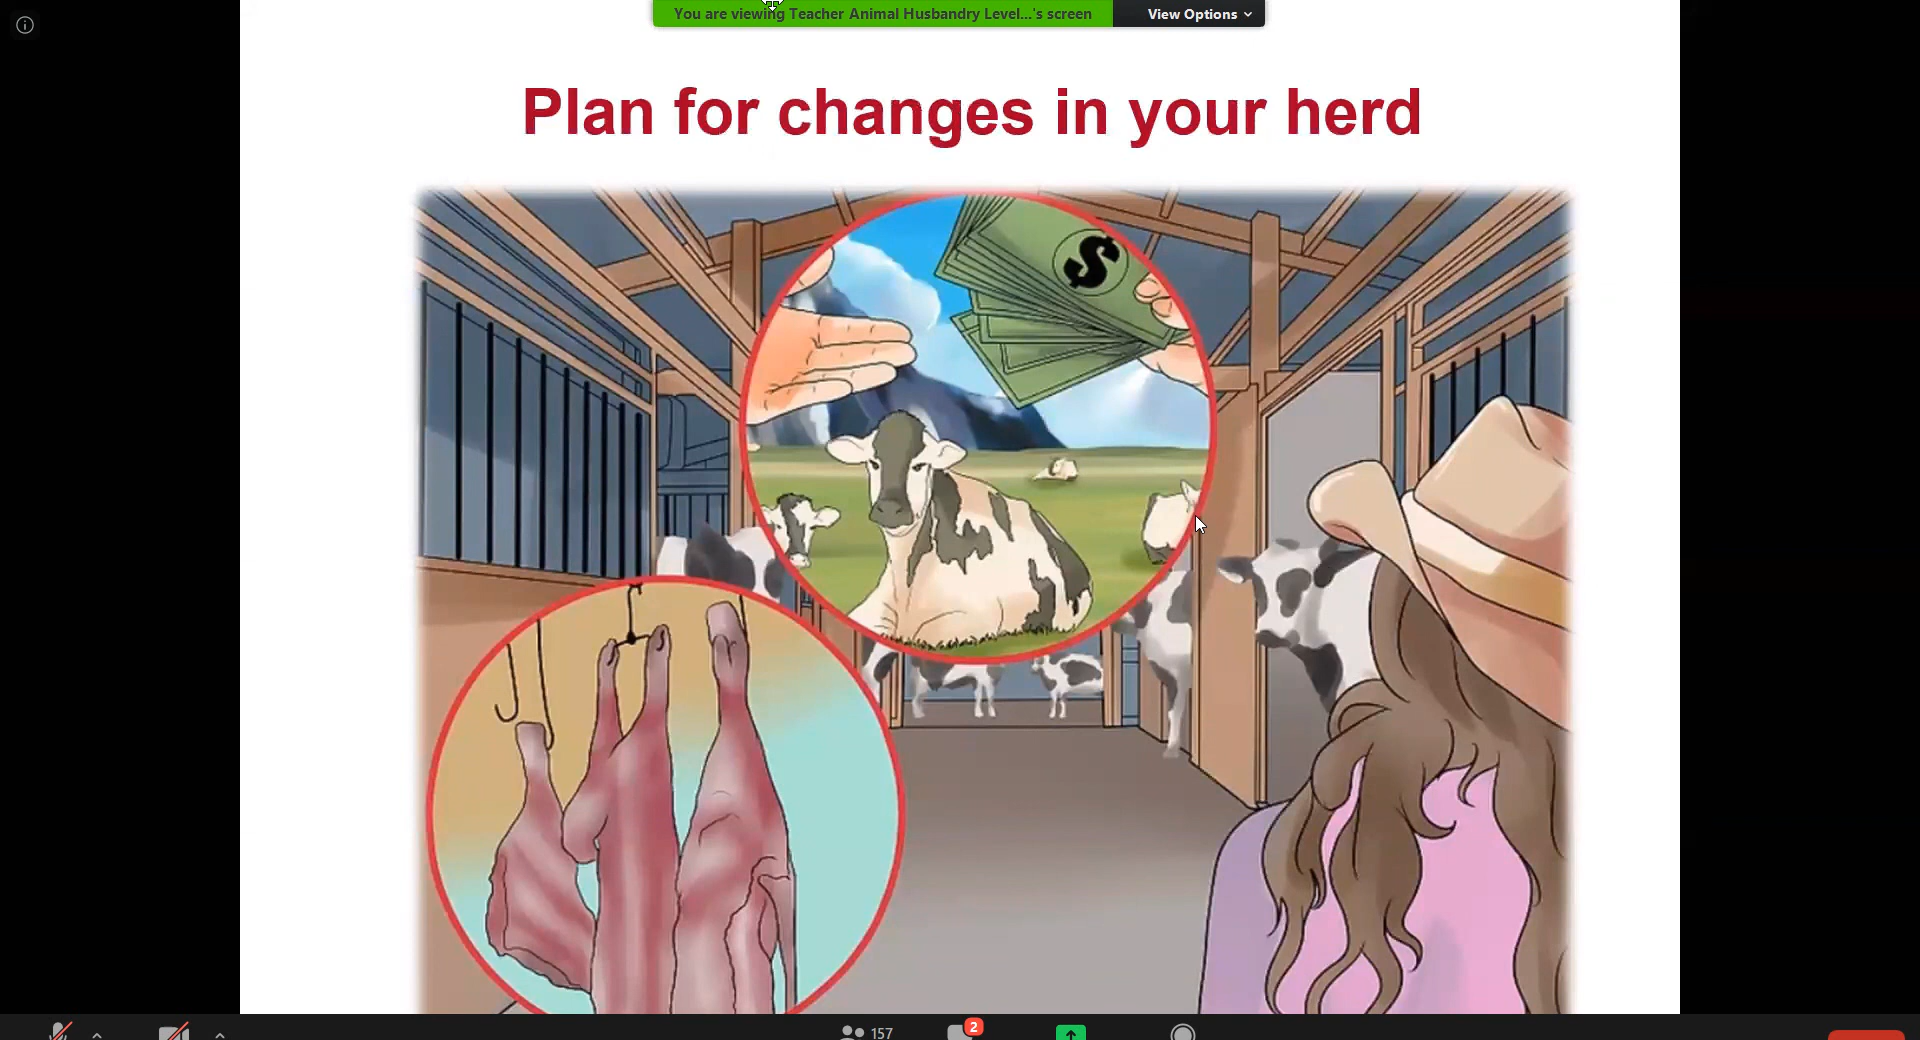 You are viewing Teacher Animal Husbandry Level...'s screen
View Options
Plan for changes in your herd
$
157
2